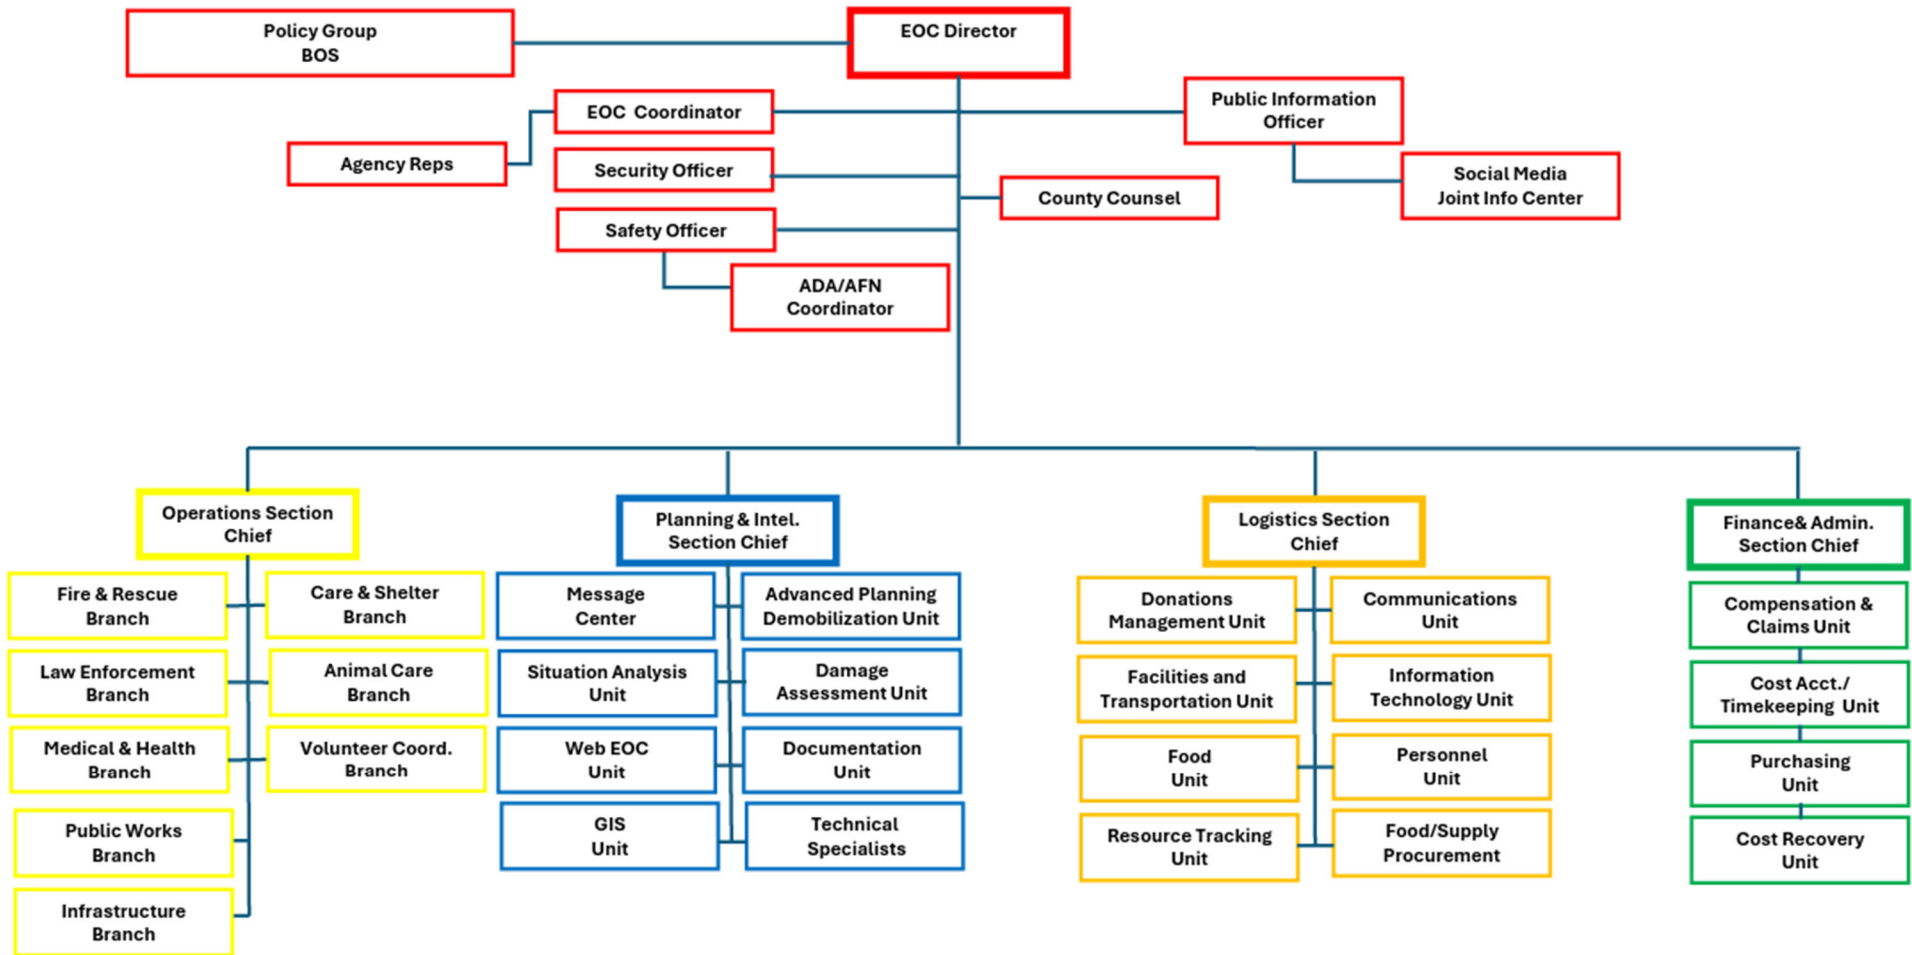 Policy Group
BOS
EOC Director
EOC  Coordinator
Public Information
Officer
Agency Reps
Security Officer
Social Media
Joint Info Center
County Counsel
Safety Officer
ADA/AFN
Coordinator
Operations Section
Chief
Planning & Intel.
Section Chief
Logistics Section
Chief
Finance& Admin.
Section Chief
Fire & Rescue
Branch
Care & Shelter
Branch
Law Enforcement
Branch
Animal Care
Branch
Medical & Health
Branch
Volunteer Coord.
Branch
Public Works
Branch
Infrastructure
Branch
Message
Center
Advanced Planning
Demobilization Unit
Situation Analysis
Unit
Damage
Assessment Unit
Web EOC
Unit
Documentation
Unit
GIS
Unit
Technical
Specialists
Donations
Management Unit
Communications
Unit
Facilities and
Transportation Unit
Information
Technology Unit
Food
Unit
Personnel
Unit
Resource Tracking
Unit
Food/Supply
Procurement
Compensation &
Claims Unit
Cost Acct./
Timekeeping  Unit
Purchasing
Unit
Cost Recovery
Unit